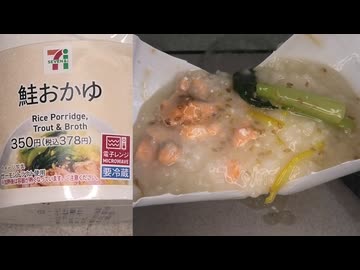 7
ELEVEN
鮭おかゆ
Rice Porridge,
Trout & Broth
350円(税込378円)
電子レンジ
MICROWAVE
要冷蔵